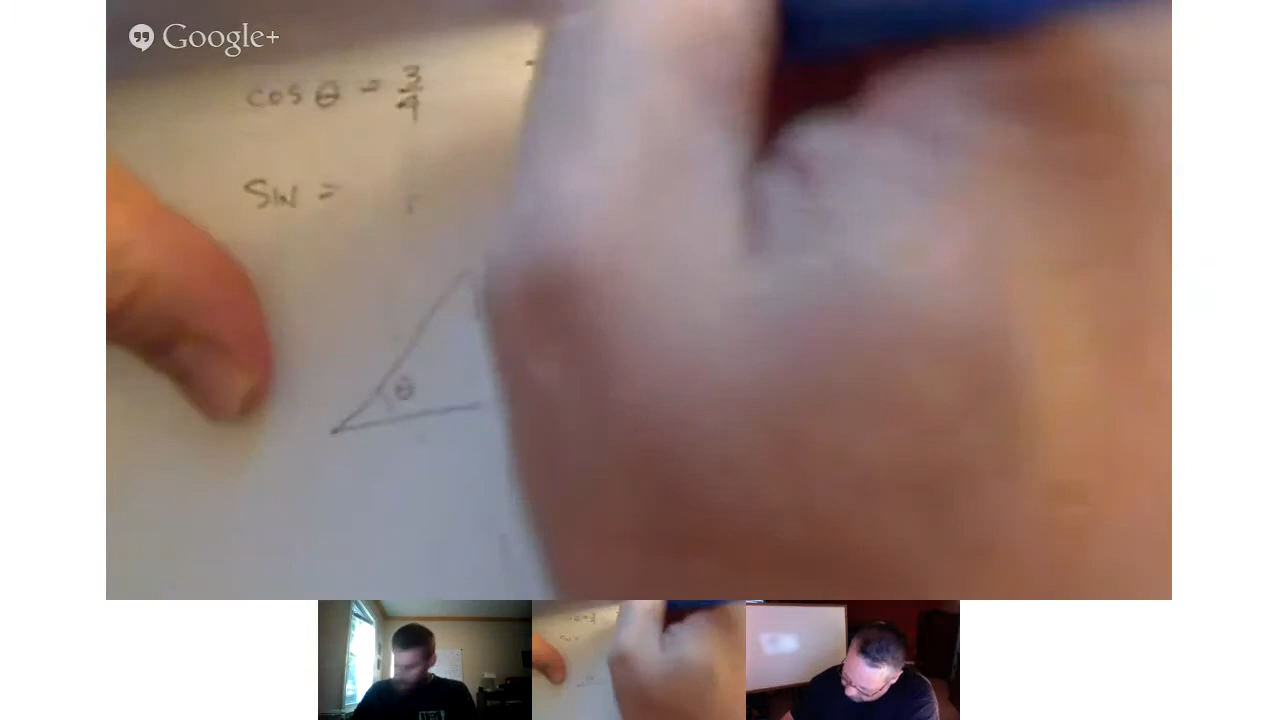 Google+
cos θ = 3/4
Sin =
θ